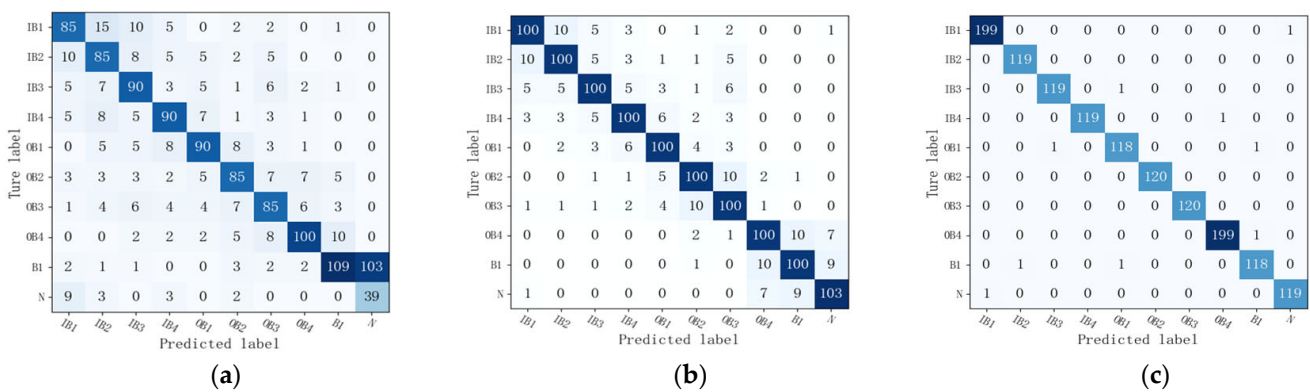 IB1 85 15 10 5 0 2 2 0 1 0
IB2 10 85 8 5 5 2 5 0 0 0
IB3 5 7 90 3 5 1 6 2 1 0
IB4 5 8 5 90 7 1 3 1 0 0
OB1 0 5 5 8 90 8 3 1 0 0
OB2 3 3 3 2 5 85 7 7 5 0
OB3 1 4 6 4 4 7 85 6 3 0
OB4 0 0 2 2 2 5 8 100 10 0
B1 2 1 1 0 0 3 2 2 109 103
N 9 3 0 3 0 2 0 0 0 39
IB1 IB2 IB3 IB4 OB1 OB2 OB3 OB4 B1 N
Ture label
Predicted label
(a)
IB1 100 10 5 3 0 1 2 0 0 1
IB2 10 100 5 3 1 1 5 0 0 0
IB3 5 5 100 5 3 1 6 0 0 0
IB4 3 3 5 100 6 2 3 0 0 0
OB1 0 2 3 6 100 4 3 0 0 0
OB2 0 0 1 1 5 100 10 2 1 0
OB3 1 1 1 2 4 10 100 1 0 0
OB4 0 0 0 0 0 2 1 100 10 7
B1 0 0 0 0 0 1 0 10 100 9
N 1 0 0 0 0 0 0 7 9 103
IB1 IB2 IB3 IB4 OB1 OB2 OB3 OB4 B1 N
Ture label
Predicted label
(b)
IB1 199 0 0 0 0 0 0 0 0 1
IB2 0 119 0 0 0 0 0 0 1 0
IB3 0 0 119 0 1 0 0 0 0 0
IB4 0 0 0 119 0 0 0 1 0 0
OB1 0 0 1 0 118 0 0 0 1 0
OB2 0 0 0 0 0 120 0 0 0 0
OB3 0 0 0 0 0 0 120 0 0 0
OB4 0 0 0 0 0 0 0 199 1 0
B1 0 1 0 0 1 0 0 0 118 0
N 1 0 0 0 0 0 0 0 0 119
IB1 IB2 IB3 IB4 OB1 OB2 OB3 OB4 B1 N
Ture label
Predicted label
(c)